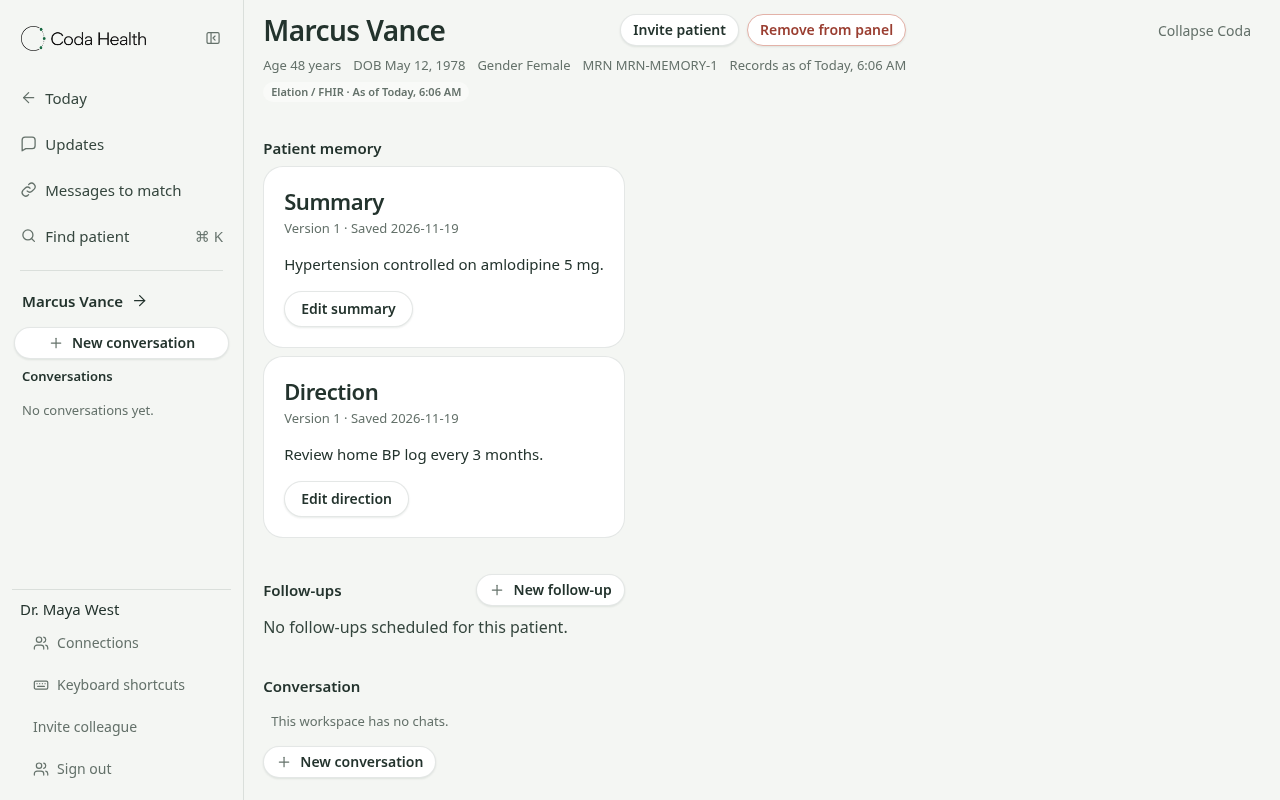 Coda Health
Today
Updates
Messages to match
Find patient ⌘ K
Marcus Vance
New conversation
Conversations
No conversations yet.
Dr. Maya West
Connections
Keyboard shortcuts
Invite colleague
Sign out
Marcus Vance
Invite patient
Remove from panel
Collapse Coda
Age 48 years DOB May 12, 1978 Gender Female MRN MRN-MEMORY-1 Records as of Today, 6:06 AM
Elation / FHIR · As of Today, 6:06 AM
Patient memory
Summary
Version 1 · Saved 2026-11-19
Hypertension controlled on amlodipine 5 mg.
Edit summary
Direction
Version 1 · Saved 2026-11-19
Review home BP log every 3 months.
Edit direction
Follow-ups
New follow-up
No follow-ups scheduled for this patient.
Conversation
This workspace has no chats.
New conversation